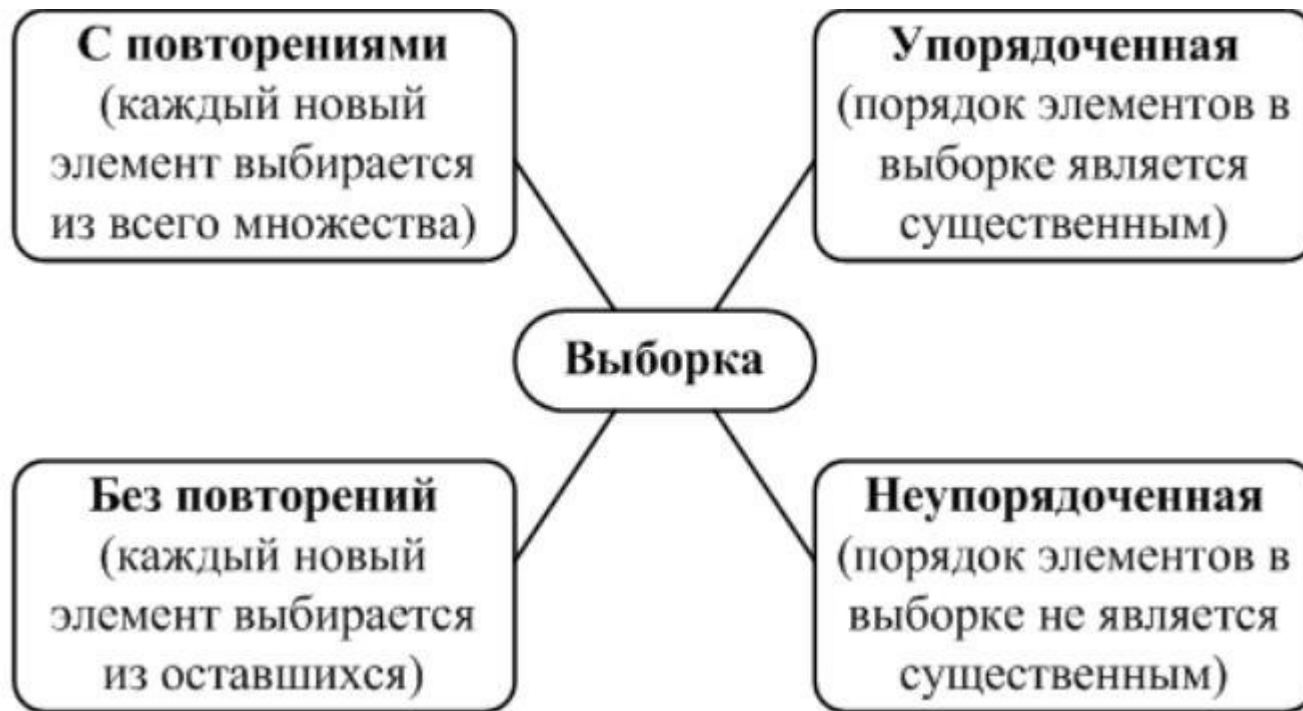 С повторениями
(каждый новый
элемент выбирается
из всего множества)
Упорядоченная
(порядок элементов в
выборке является
существенным)
Выборка
Без повторений
(каждый новый
элемент выбирается
из оставшихся)
Неупорядоченная
(порядок элементов в
выборке не является
существенным)